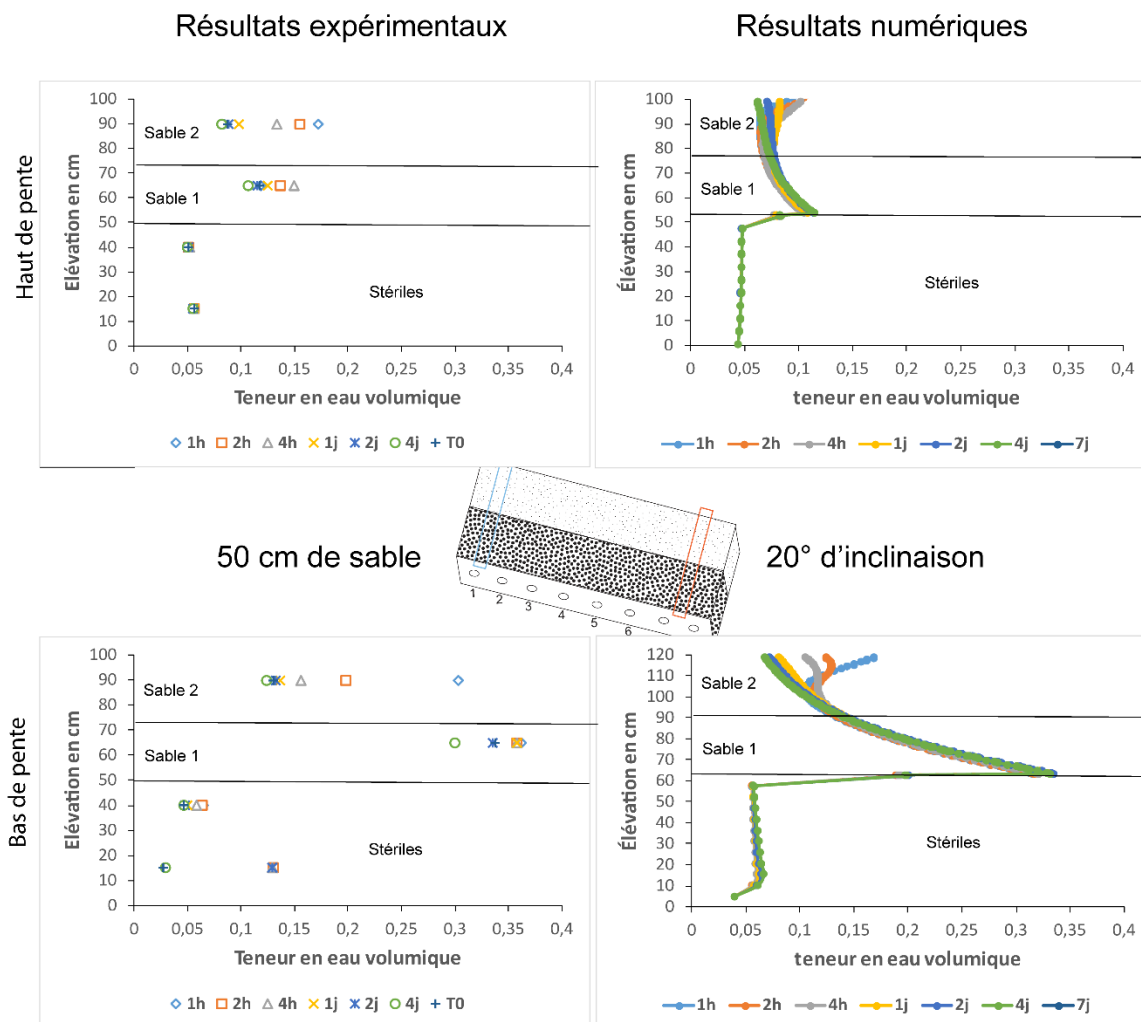 Résultats expérimentaux
Résultats numériques
Haut de pente
Elévation en cm
100
90
80
70
60
50
40
30
20
10
0
Sable 2
Sable 1
Stériles
0 0,05 0,1 0,15 0,2 0,25 0,3 0,35 0,4
Teneur en eau volumique
1h 2h 4h 1j 2j 4j T0
Élévation en cm
100
90
80
70
60
50
40
30
20
10
0
Sable 2
Sable 1
Stériles
0 0,05 0,1 0,15 0,2 0,25 0,3 0,35 0,4
teneur en eau volumique
1h 2h 4h 1j 2j 4j 7j
50 cm de sable
1 2 3 4 5 6
20° d'inclinaison
Bas de pente
Elévation en cm
100
90
80
70
60
50
40
30
20
10
0
Sable 2
Sable 1
Stériles
0 0,05 0,1 0,15 0,2 0,25 0,3 0,35 0,4
Teneur en eau volumique
1h 2h 4h 1j 2j 4j T0
Élévation en cm
120
110
100
90
80
70
60
50
40
30
20
10
0
Sable 2
Sable 1
Stériles
0 0,05 0,1 0,15 0,2 0,25 0,3 0,35 0,4
teneur en eau volumique
1h 2h 4h 1j 2j 4j 7j